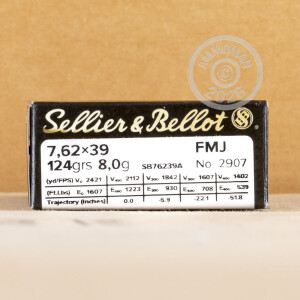 Sellier & Bellot
7,62×39 FMJ
124grs 8,0g SB76239A No 2907
(yd/FPS) V₀ 2421 V₁₀₀ 2112 V₂₀₀ 1842 V₃₀₀ 1607 V₄₀₀ 1402
(Ft.Lbs) E₀ 1607 E₁₀₀ 1223 E₂₀₀ 930 E₃₀₀ 708 E₄₀₀ 539
Trajectory (Inches) 0.0 -5.9 -22.1 -51.8